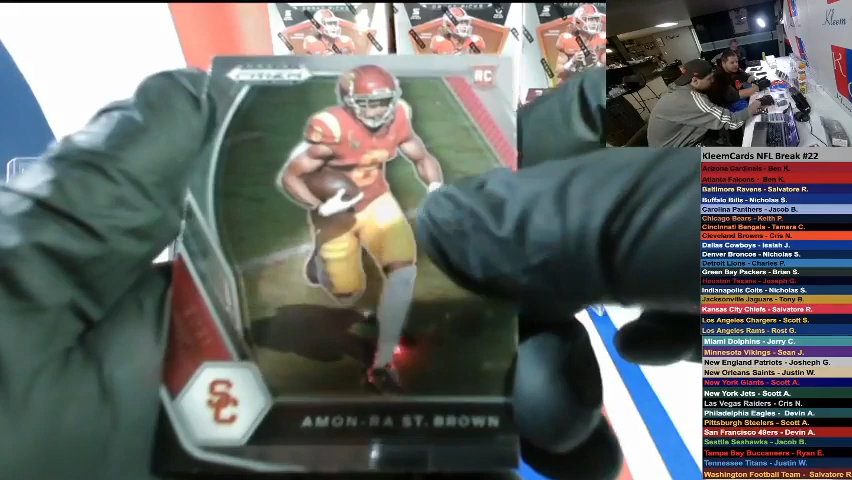 PRIZM
RC
SC
AMON-RA ST. BROWN
Kleem
KleemCards NFL Break #22
Arizona Cardinals - Ben K.
Atlanta Falcons - Ben K.
Baltimore Ravens - Salvatore R.
Buffalo Bills - Nicholas S.
Carolina Panthers - Jacob B.
Chicago Bears - Keith P.
Cincinnati Bengals - Tamara C.
Cleveland Browns - Cris N.
Dallas Cowboys - Isaiah J.
Denver Broncos - Nicholas S.
Detroit Lions - Charles P.
Green Bay Packers - Brian S.
Houston Texans - Joseph G.
Indianapolis Colts - Nicholas S.
Jacksonville Jaguars - Tony B.
Kansas City Chiefs - Salvatore R.
Los Angeles Chargers - Scott S.
Los Angeles Rams - Rost G.
Miami Dolphins - Jerry C.
Minnesota Vikings - Sean J.
New England Patriots - Josheph G.
New Orleans Saints - Justin W.
New York Giants - Scott A.
New York Jets - Scott A.
Las Vegas Raiders - Cris N.
Philadelphia Eagles - Devin A.
Pittsburgh Steelers - Scott A.
San Francisco 49ers - Devin A.
Seattle Seahawks - Jacob B.
Tampa Bay Buccaneers - Ryan E.
Tennessee Titans - Justin W.
Washington Football Team - Salvatore R